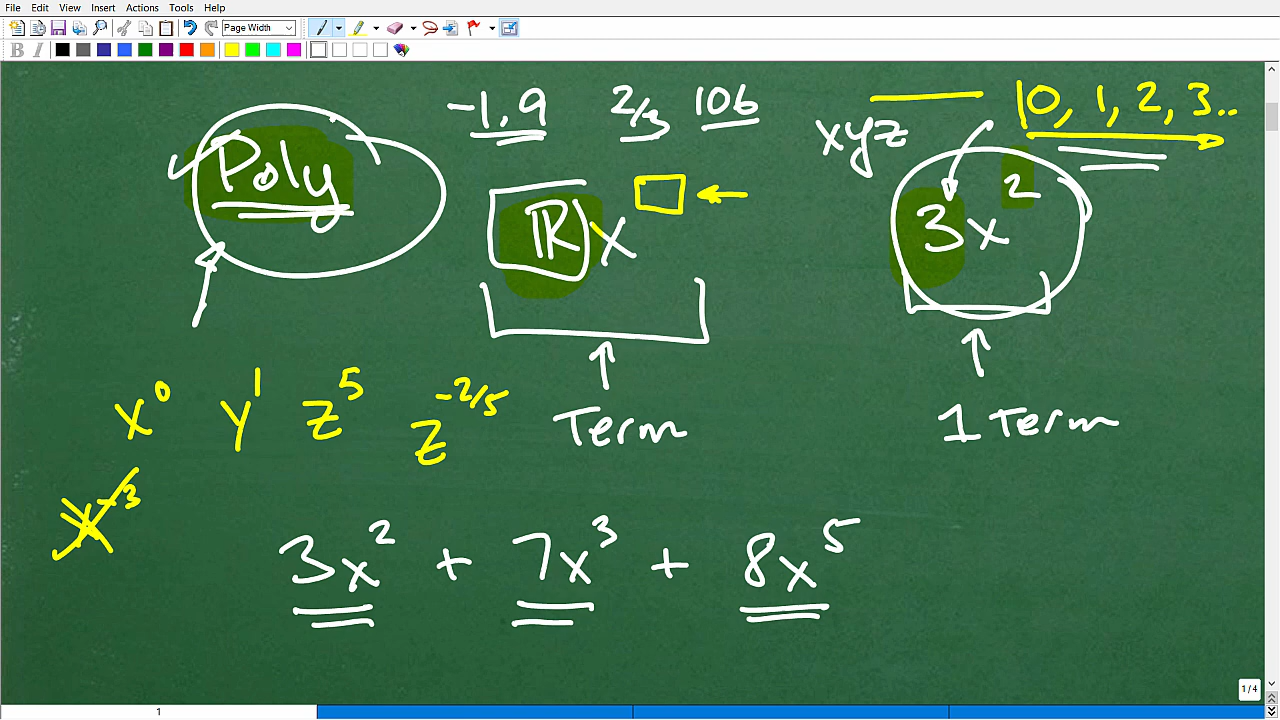 File Edit View Insert Actions Tools Help
Page Width
B I
-1, 9 2/3 106 xyz 10, 1, 2, 3..
Poly ℝx 3x²
Term 1 Term
x⁰ y¹ z⁵ z^-2/5
x^-3
3x² + 7x³ + 8x⁵
1/4
1